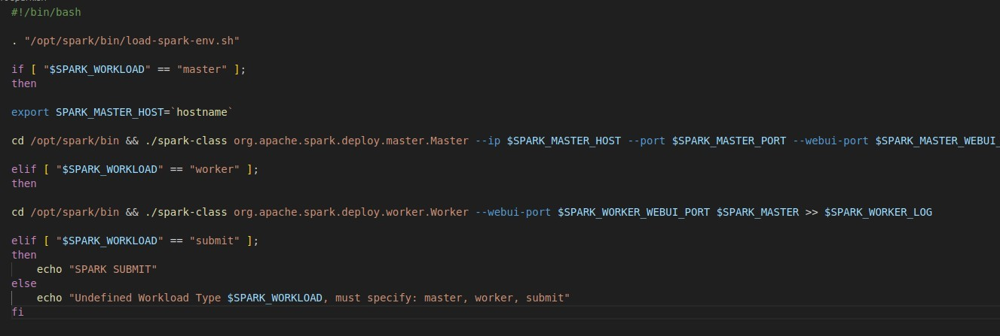 #!/bin/bash
. "/opt/spark/bin/load-spark-env.sh"
if [ "$SPARK_WORKLOAD" == "master" ];
then
export SPARK_MASTER_HOST=`hostname`
cd /opt/spark/bin && ./spark-class org.apache.spark.deploy.master.Master --ip $SPARK_MASTER_HOST --port $SPARK_MASTER_PORT --webui-port $SPARK_MASTER_WEBUI_
elif [ "$SPARK_WORKLOAD" == "worker" ];
then
cd /opt/spark/bin && ./spark-class org.apache.spark.deploy.worker.Worker --webui-port $SPARK_WORKER_WEBUI_PORT $SPARK_MASTER >> $SPARK_WORKER_LOG
elif [ "$SPARK_WORKLOAD" == "submit" ];
then
    echo "SPARK SUBMIT"
else
    echo "Undefined Workload Type $SPARK_WORKLOAD, must specify: master, worker, submit"
fi